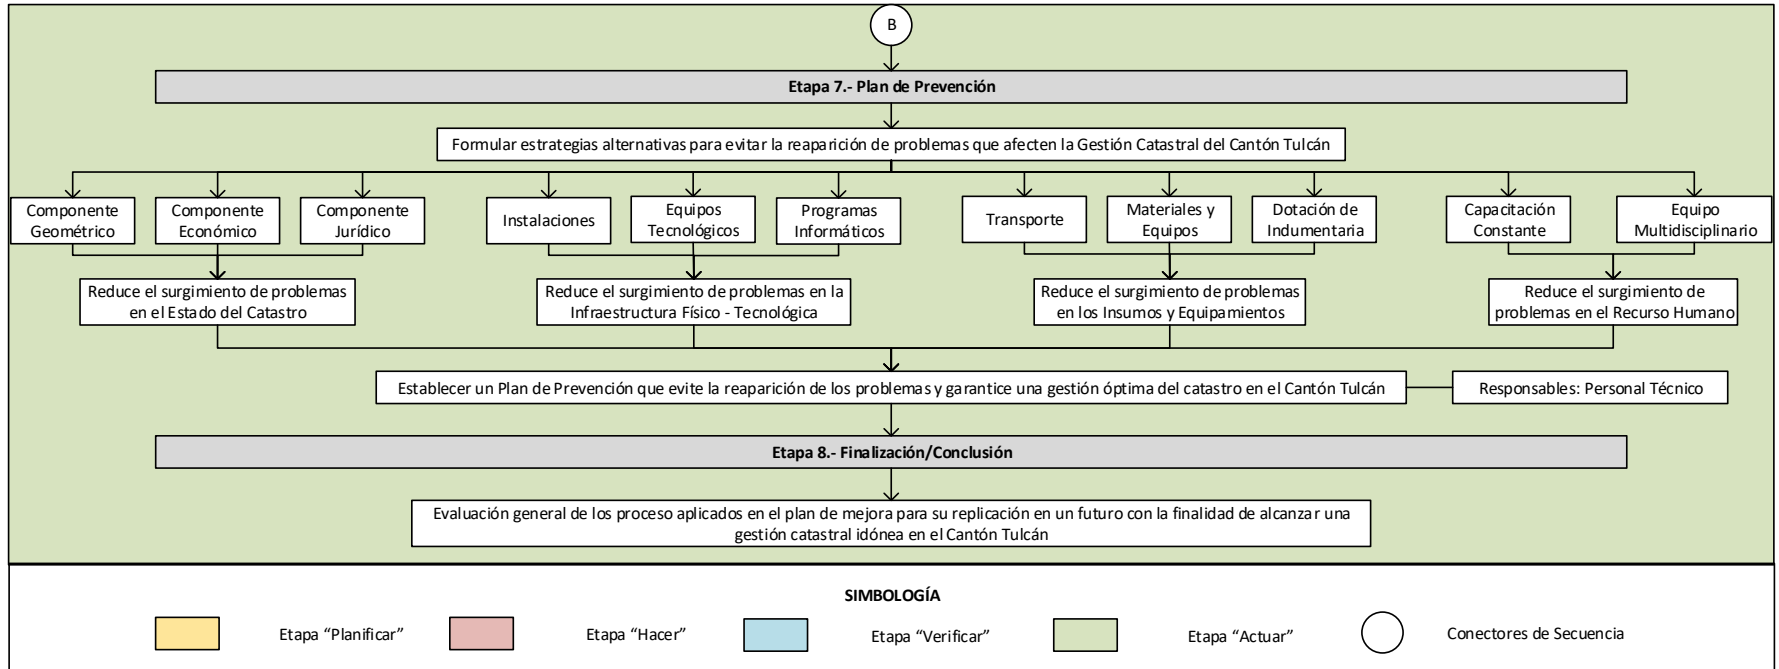 B
Etapa 7.- Plan de Prevención
Formular estrategias alternativas para evitar la reaparición de problemas que afecten la Gestión Catastral del Cantón Tulcán
Componente
Geométrico
Componente
Económico
Componente
Jurídico
Instalaciones
Equipos
Tecnológicos
Programas
Informáticos
Transporte
Materiales y
Equipos
Dotación de
Indumentaria
Capacitación
Constante
Equipo
Multidisciplinario
Reduce el surgimiento de problemas
en el Estado del Catastro
Reduce el surgimiento de problemas en la
Infraestructura Físico - Tecnológica
Reduce el surgimiento de problemas
en los Insumos y Equipamientos
Reduce el surgimiento de
problemas en el Recurso Humano
Establecer un Plan de Prevención que evite la reaparición de los problemas y garantice una gestión óptima del catastro en el Cantón Tulcán
Responsables: Personal Técnico
Etapa 8.- Finalización/Conclusión
Evaluación general de los proceso aplicados en el plan de mejora para su replicación en un futuro con la finalidad de alcanzar una
gestión catastral idónea en el Cantón Tulcán
SIMBOLOGÍA
Etapa “Planificar”
Etapa “Hacer”
Etapa “Verificar”
Etapa “Actuar”
Conectores de Secuencia